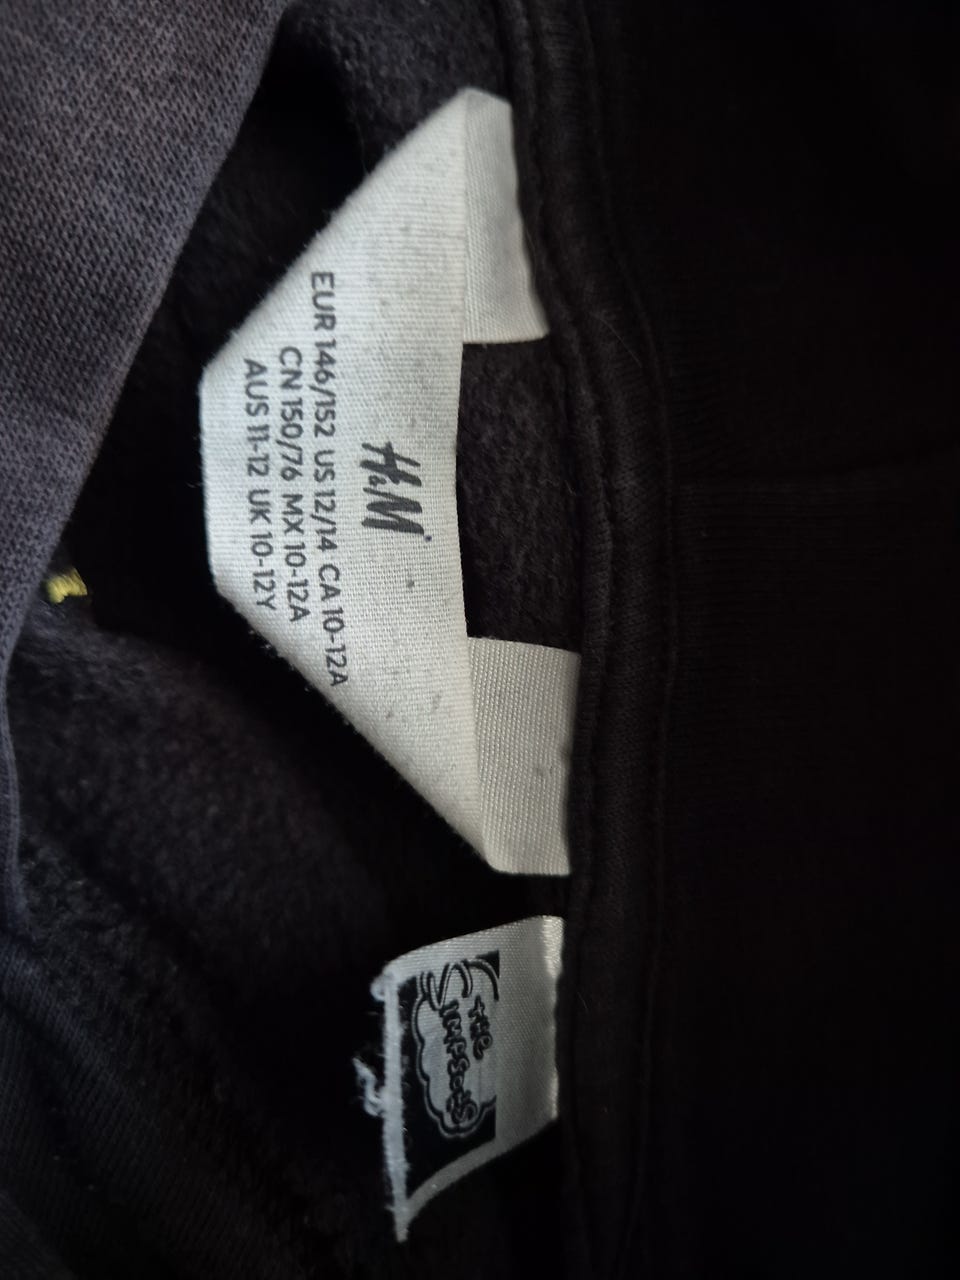 H&M
EUR 146/152 US 12/14 CA 10-12A
CN 150/76 MX 10-12A
AUS 11-12 UK 10-12Y
THE
SIMPSONS